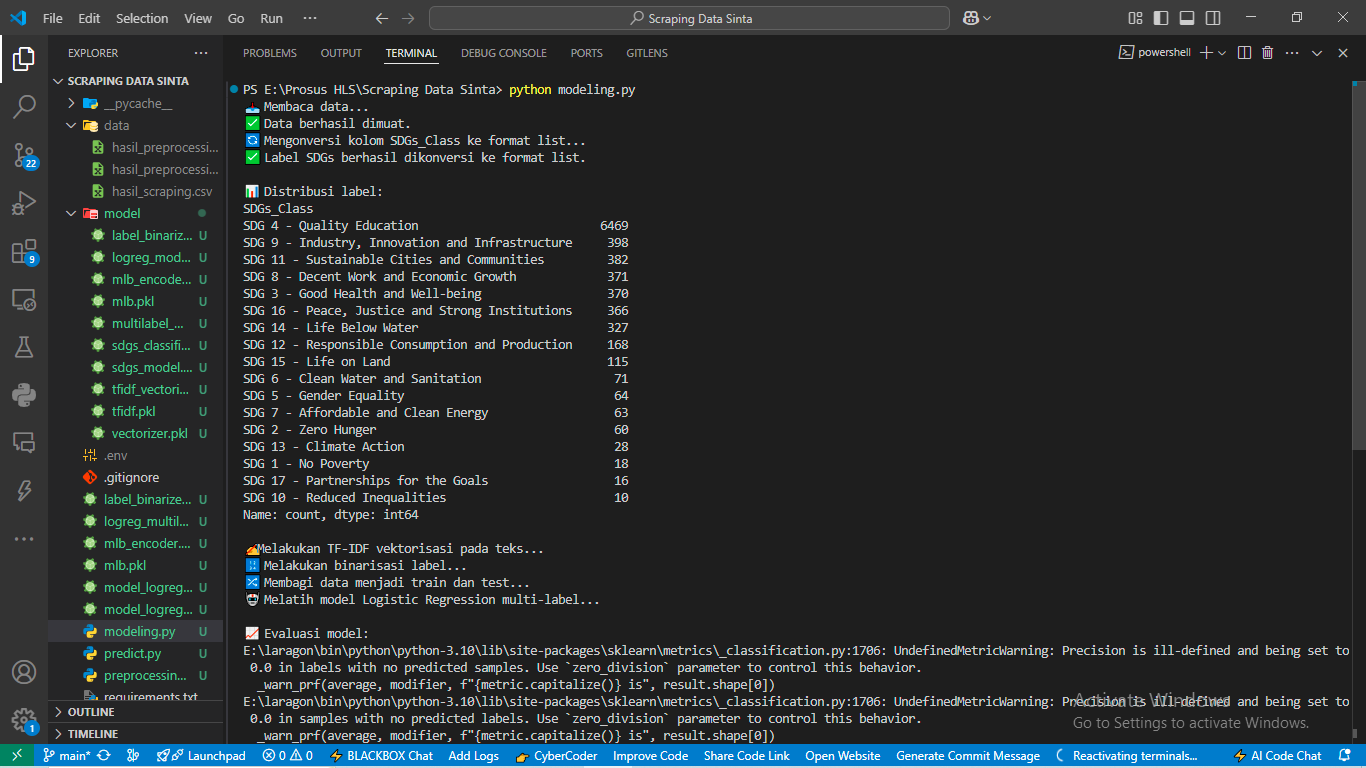 File Edit Selection View Go Run ···
Scraping Data Sinta
EXPLORER ···
SCRAPING DATA SINTA
__pycache__
data
hasil_preprocessi...
hasil_preprocessi...
hasil_scraping.csv
model
label_binariz... U
logreg_mod... U
mlb_encode... U
mlb.pkl U
multilabel_... U
sdgs_classifi... U
sdgs_model.... U
tfidf_vectori... U
tfidf.pkl U
vectorizer.pkl U
.env
.gitignore
label_binarize... U
logreg_multil... U
mlb_encoder.... U
mlb.pkl U
model_logreg... U
model_logreg... U
modeling.py U
predict.py U
preprocessin... U
requirements.txt
OUTLINE
TIMELINE
22
9
1
PROBLEMS OUTPUT TERMINAL DEBUG CONSOLE PORTS GITLENS
powershell
PS E:\Prosus HLS\Scraping Data Sinta> python modeling.py
Membaca data...
Data berhasil dimuat.
Mengonversi kolom SDGs_Class ke format list...
Label SDGs berhasil dikonversi ke format list.
Distribusi label:
SDGs_Class
SDG 4 - Quality Education 6469
SDG 9 - Industry, Innovation and Infrastructure 398
SDG 11 - Sustainable Cities and Communities 382
SDG 8 - Decent Work and Economic Growth 371
SDG 3 - Good Health and Well-being 370
SDG 16 - Peace, Justice and Strong Institutions 366
SDG 14 - Life Below Water 327
SDG 12 - Responsible Consumption and Production 168
SDG 15 - Life on Land 115
SDG 6 - Clean Water and Sanitation 71
SDG 5 - Gender Equality 64
SDG 7 - Affordable and Clean Energy 63
SDG 2 - Zero Hunger 60
SDG 13 - Climate Action 28
SDG 1 - No Poverty 18
SDG 17 - Partnerships for the Goals 16
SDG 10 - Reduced Inequalities 10
Name: count, dtype: int64
Melakukan TF-IDF vektorisasi pada teks...
Melakukan binarisasi label...
Membagi data menjadi train dan test...
Melatih model Logistic Regression multi-label...
Evaluasi model:
E:\laragon\bin\python\python-3.10\lib\site-packages\sklearn\metrics\_classification.py:1706: UndefinedMetricWarning: Precision is ill-defined and being set to
0.0 in labels with no predicted samples. Use `zero_division` parameter to control this behavior.
_warn_prf(average, modifier, f"{metric.capitalize()} is", result.shape[0])
E:\laragon\bin\python\python-3.10\lib\site-packages\sklearn\metrics\_classification.py:1706: UndefinedMetricWarning: Precision is ill-defined and being set to
0.0 in samples with no predicted labels. Use `zero_division` parameter to control this behavior.
_warn_prf(average, modifier, f"{metric.capitalize()} is", result.shape[0])
Activate Windows
Go to Settings to activate Windows.
main* Launchpad 0 0 BLACKBOX Chat Add Logs CyberCoder Improve Code Share Code Link Open Website Generate Commit Message Reactivating terminals... AI Code Chat